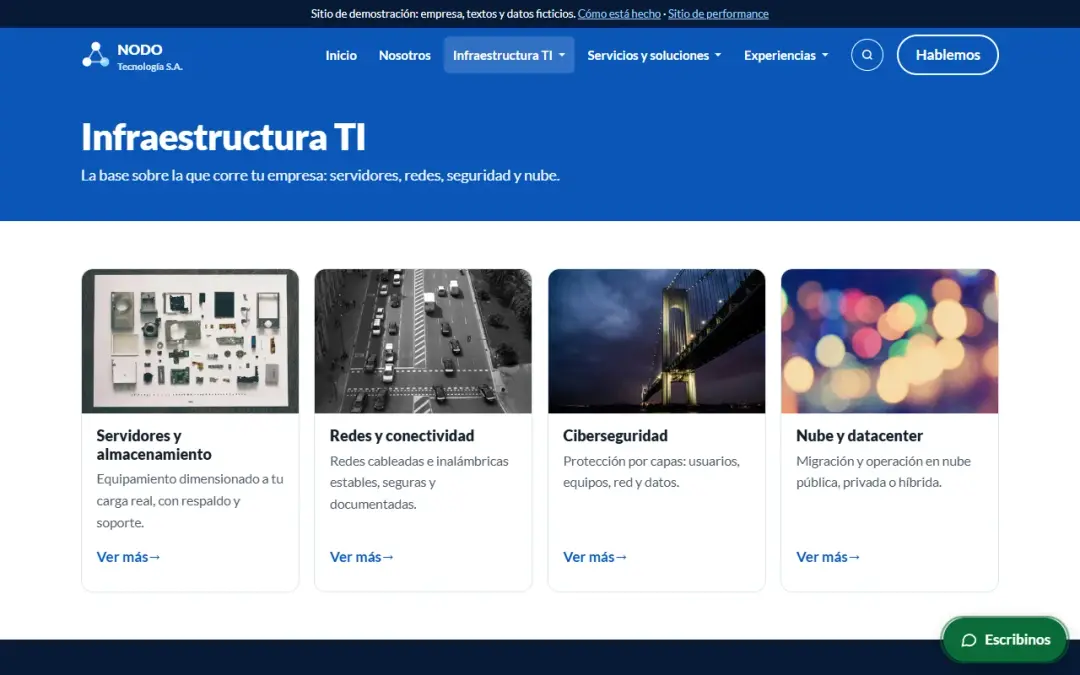 Sitio de demostración: empresa, textos y datos ficticios. Cómo está hecho · Sitio de performance
NODO
Tecnología S.A.
Inicio
Nosotros
Infraestructura TI
Servicios y soluciones
Experiencias
Hablemos
Infraestructura TI
La base sobre la que corre tu empresa: servidores, redes, seguridad y nube.
Servidores y
almacenamiento
Equipamiento dimensionado a tu
carga real, con respaldo y
soporte.
Ver más→
Redes y conectividad
Redes cableadas e inalámbricas
estables, seguras y
documentadas.
Ver más→
Ciberseguridad
Protección por capas: usuarios,
equipos, red y datos.
Ver más→
Nube y datacenter
Migración y operación en nube
pública, privada o híbrida.
Ver más→
Escribinos